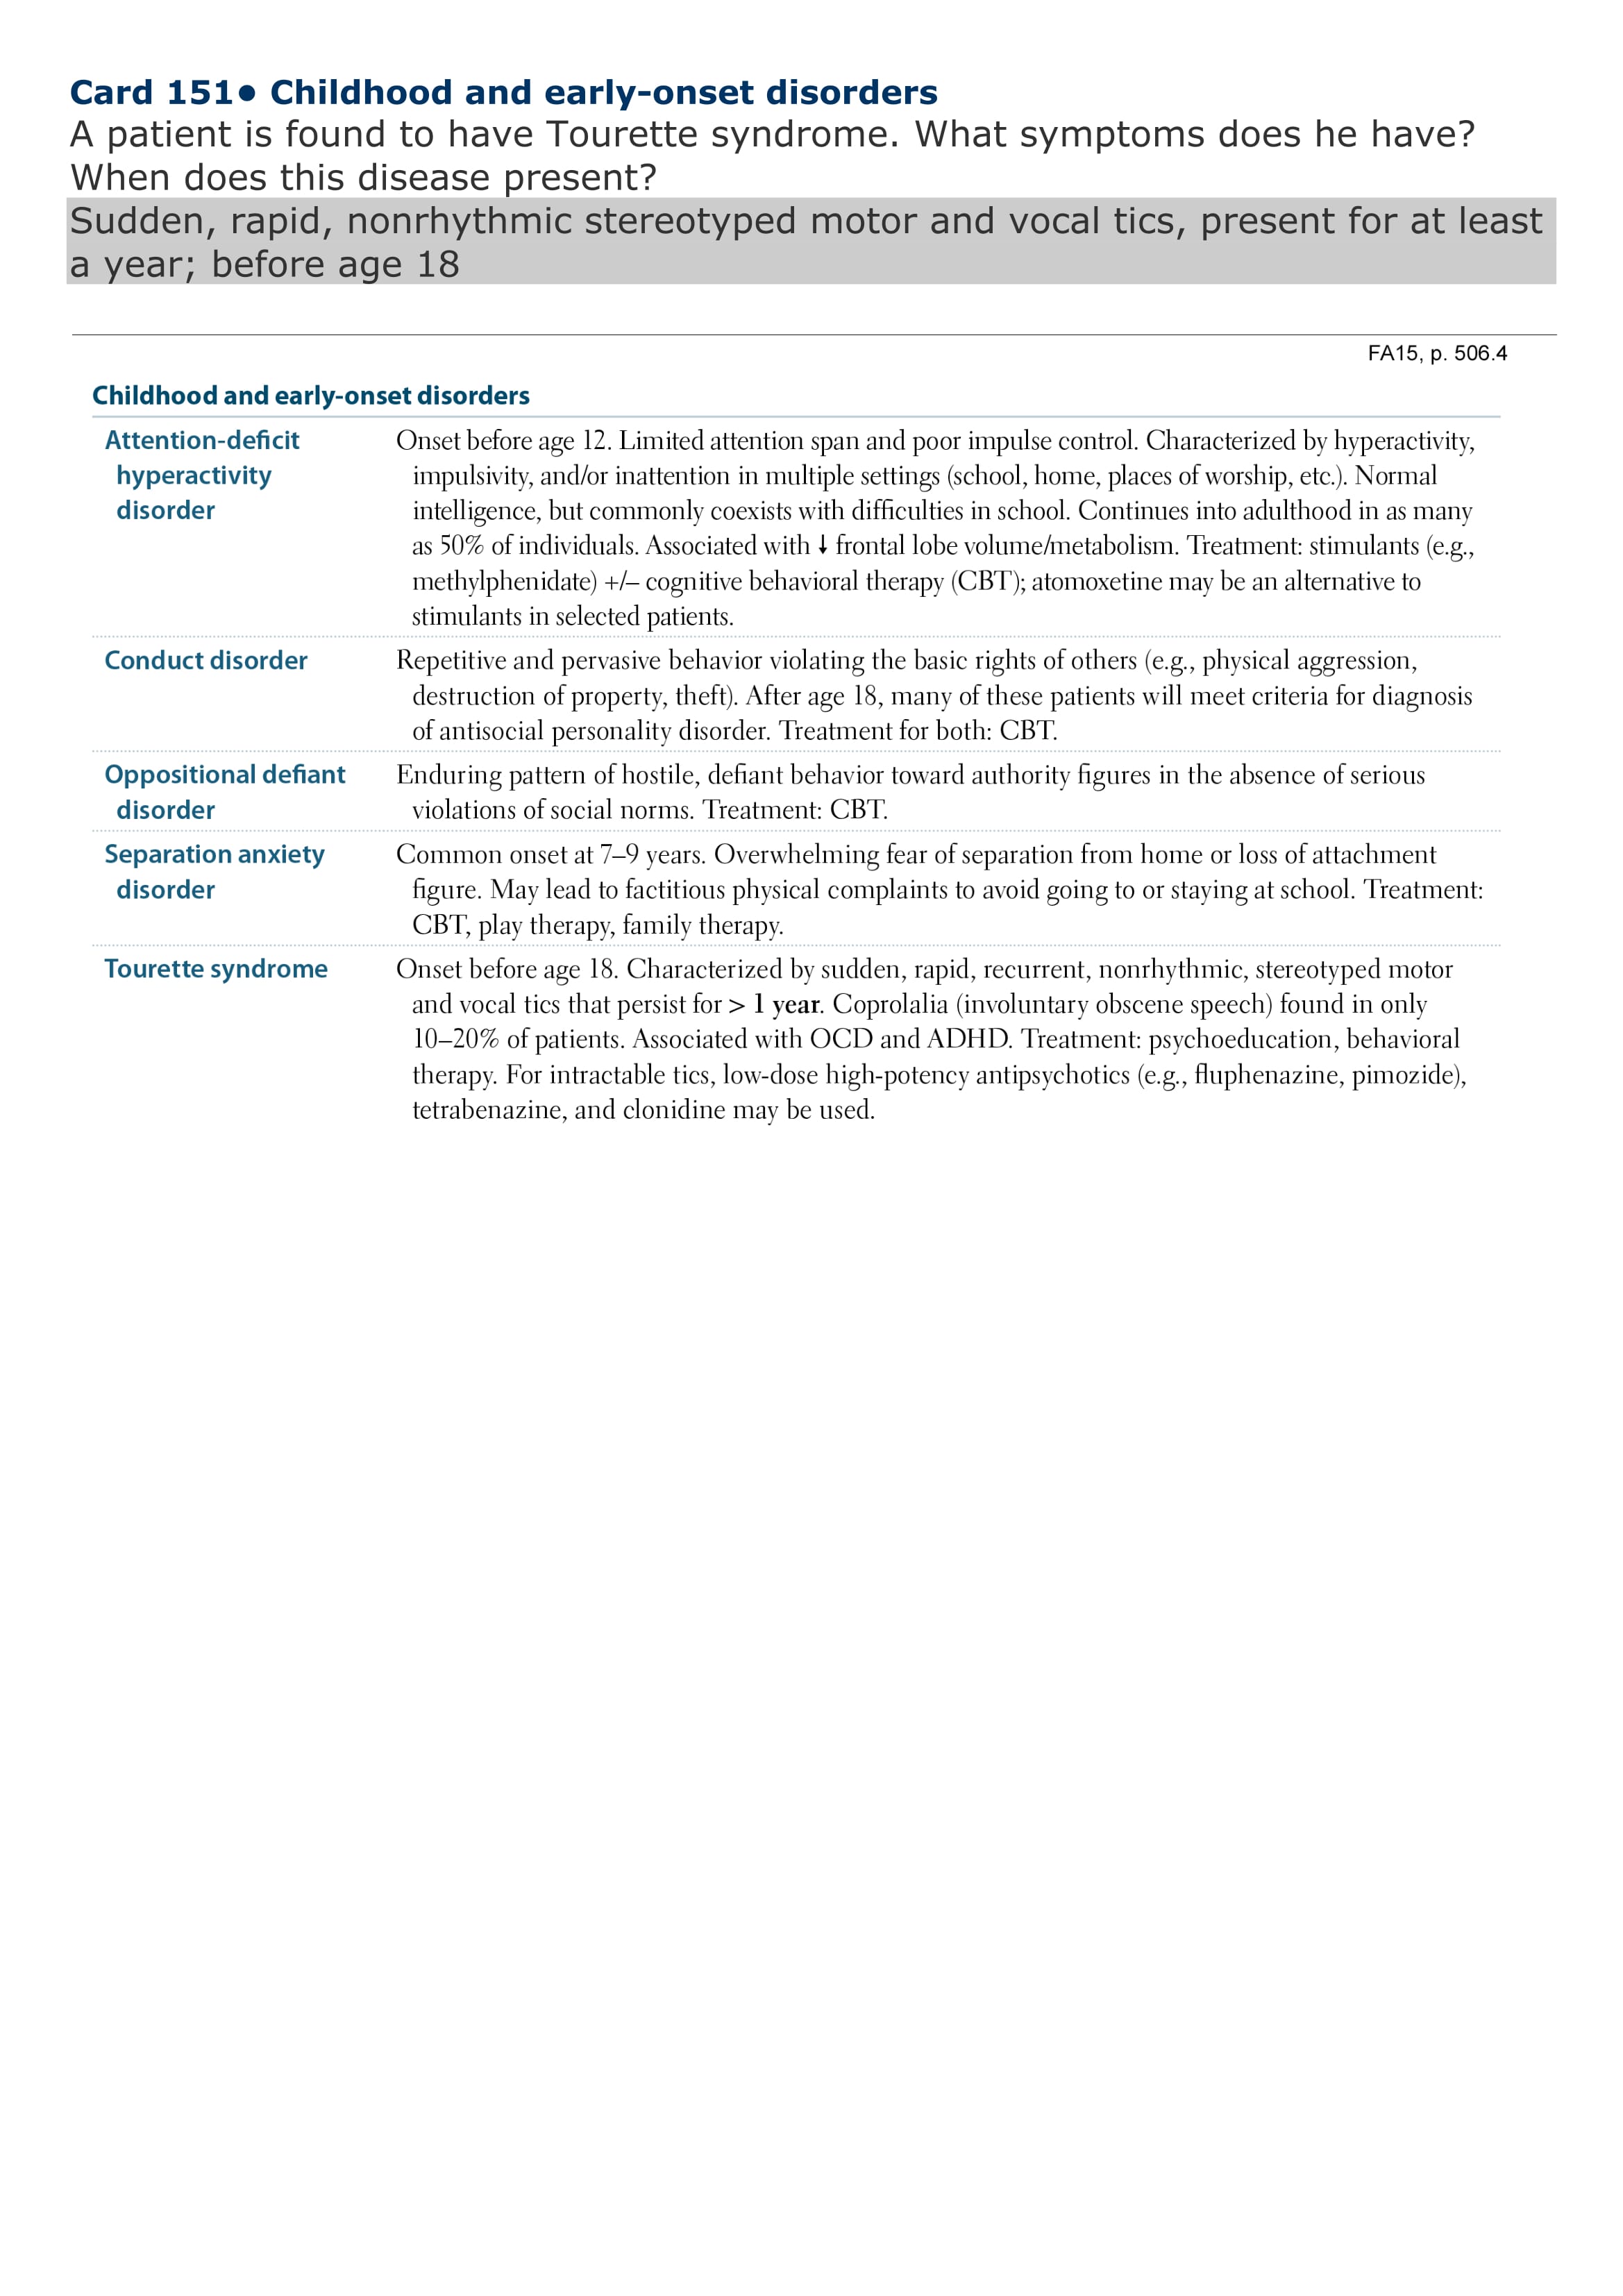 Card 151• Childhood and early-onset disorders
A patient is found to have Tourette syndrome. What symptoms does he have?
When does this disease present?
Sudden, rapid, nonrhythmic stereotyped motor and vocal tics, present for at least
a year; before age 18
FA15, p. 506.4
Childhood and early-onset disorders
Attention-deficit
hyperactivity
disorder
Onset before age 12. Limited attention span and poor impulse control. Characterized by hyperactivity,
impulsivity, and/or inattention in multiple settings (school, home, places of worship, etc.). Normal
intelligence, but commonly coexists with difficulties in school. Continues into adulthood in as many
as 50% of individuals. Associated with ↓ frontal lobe volume/metabolism. Treatment: stimulants (e.g.,
methylphenidate) +/– cognitive behavioral therapy (CBT); atomoxetine may be an alternative to
stimulants in selected patients.
Conduct disorder
Repetitive and pervasive behavior violating the basic rights of others (e.g., physical aggression,
destruction of property, theft). After age 18, many of these patients will meet criteria for diagnosis
of antisocial personality disorder. Treatment for both: CBT.
Oppositional defiant
disorder
Enduring pattern of hostile, defiant behavior toward authority figures in the absence of serious
violations of social norms. Treatment: CBT.
Separation anxiety
disorder
Common onset at 7–9 years. Overwhelming fear of separation from home or loss of attachment
figure. May lead to factitious physical complaints to avoid going to or staying at school. Treatment:
CBT, play therapy, family therapy.
Tourette syndrome
Onset before age 18. Characterized by sudden, rapid, recurrent, nonrhythmic, stereotyped motor
and vocal tics that persist for > 1 year. Coprolalia (involuntary obscene speech) found in only
10–20% of patients. Associated with OCD and ADHD. Treatment: psychoeducation, behavioral
therapy. For intractable tics, low-dose high-potency antipsychotics (e.g., fluphenazine, pimozide),
tetrabenazine, and clonidine may be used.